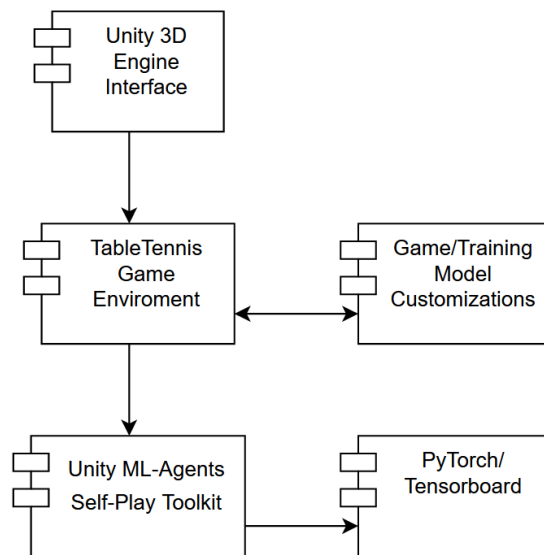 Unity 3D
Engine
Interface
TableTennis
Game
Enviroment
Game/Training
Model
Customizations
Unity ML-Agents
Self-Play Toolkit
PyTorch/
Tensorboard